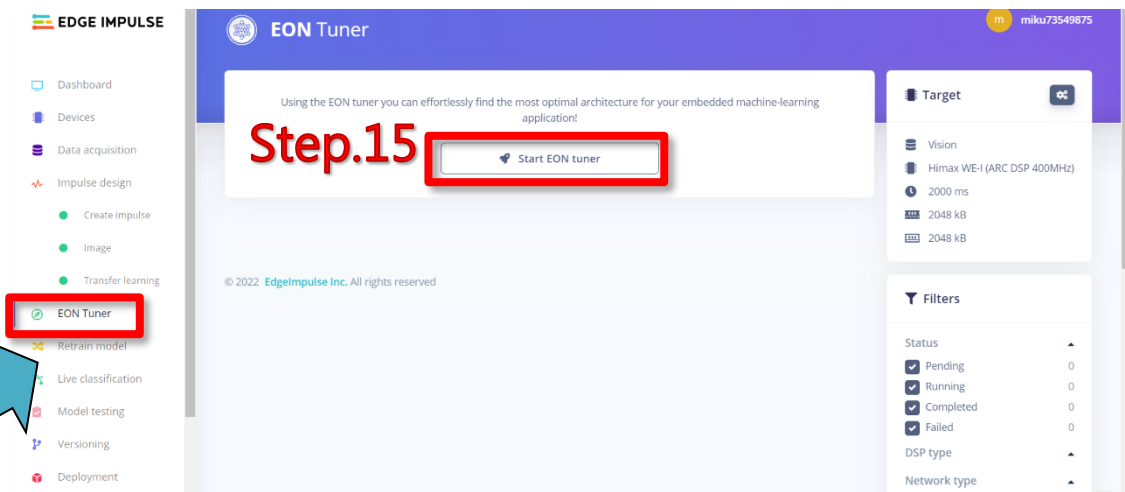 EDGE IMPULSE
EON Tuner
m miku73549875
Dashboard
Devices
Data acquisition
Impulse design
Create impulse
Image
Transfer learning
EON Tuner
Retrain model
Live classification
Model testing
Versioning
Deployment
Using the EON tuner you can effortlessly find the most optimal architecture for your embedded machine-learning
application!
Step.15
Start EON tuner
© 2022 EdgeImpulse Inc. All rights reserved
Target
Vision
Himax WE-I (ARC DSP 400MHz)
2000 ms
2048 kB
2048 kB
Filters
Status
Pending 0
Running 0
Completed 0
Failed 0
DSP type
Network type